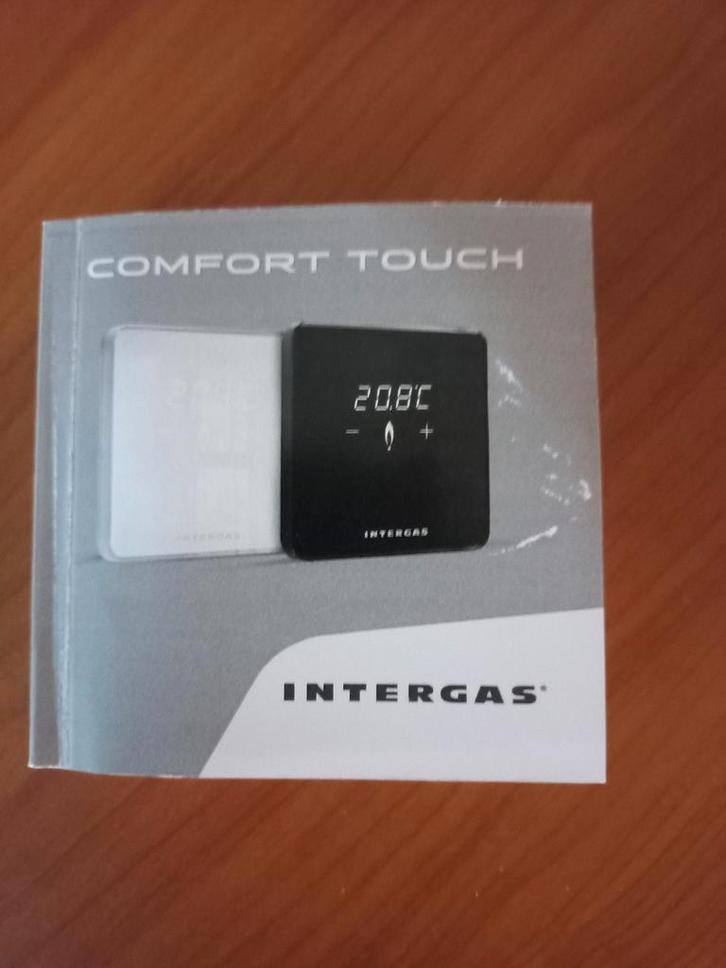 COMFORT TOUCH
20.8°C
− +
INTERGAS
INTERGAS
INTERGAS®